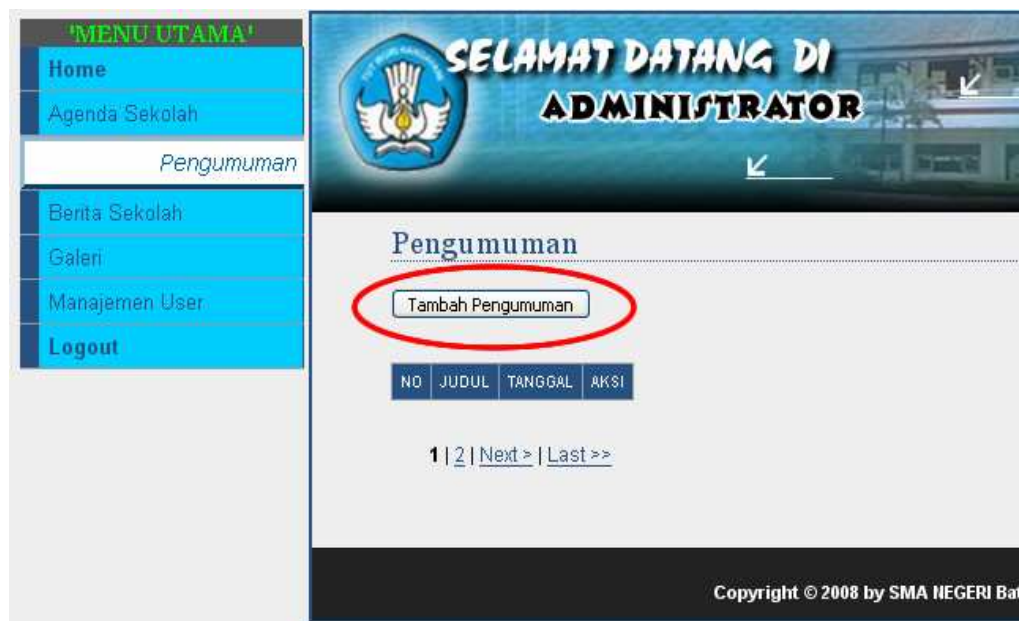 'MENU UTAMA'
Home
Agenda Sekolah
Pengumuman
Berita Sekolah
Galeri
Manajemen User
Logout
SELAMAT DATANG DI
ADMINISTRATOR
Pengumuman
Tambah Pengumuman
NO JUDUL TANGGAL AKSI
1 | 2 | Next > | Last >>
Copyright © 2008 by SMA NEGERI Bat